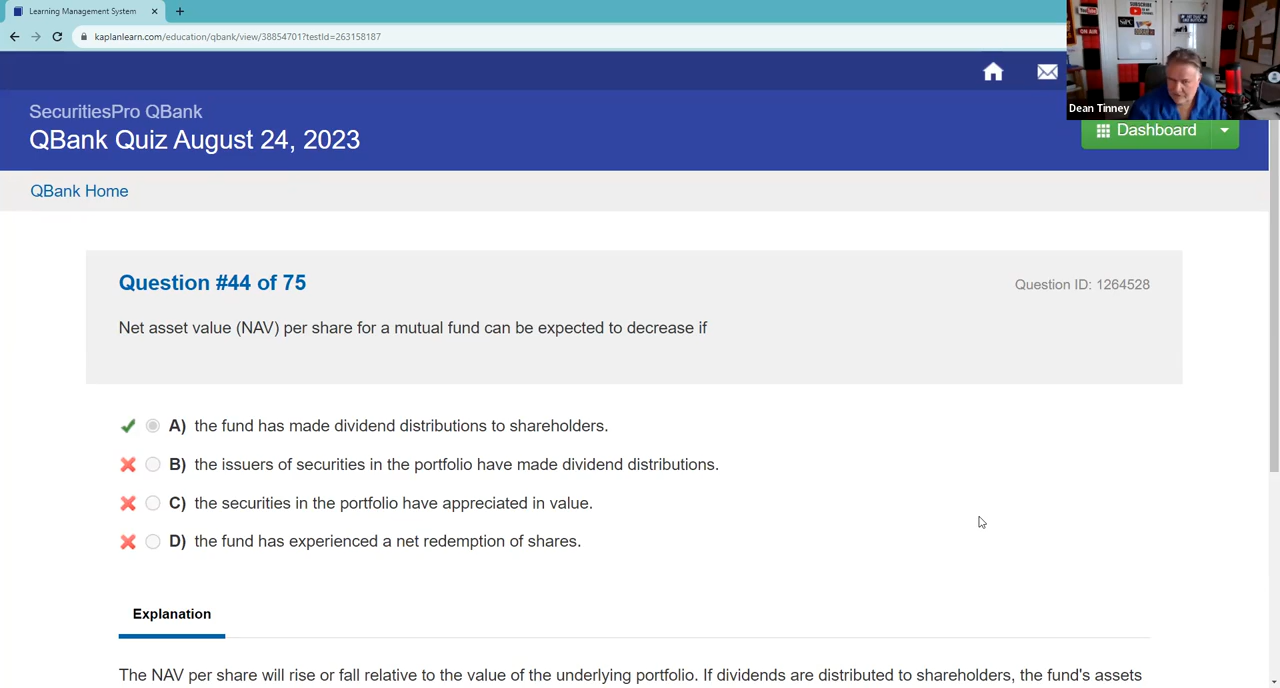 Learning Management System
kaplanlearn.com/education/qbank/view/38854701?testId=263158187
SUBSCRIBE
ON AIR
SIPC
Dean Tinney
SecuritiesPro QBank
QBank Quiz August 24, 2023
Dashboard
QBank Home
Question #44 of 75
Question ID: 1264528
Net asset value (NAV) per share for a mutual fund can be expected to decrease if
A) the fund has made dividend distributions to shareholders.
B) the issuers of securities in the portfolio have made dividend distributions.
C) the securities in the portfolio have appreciated in value.
D) the fund has experienced a net redemption of shares.
Explanation
The NAV per share will rise or fall relative to the value of the underlying portfolio. If dividends are distributed to shareholders, the fund's assets